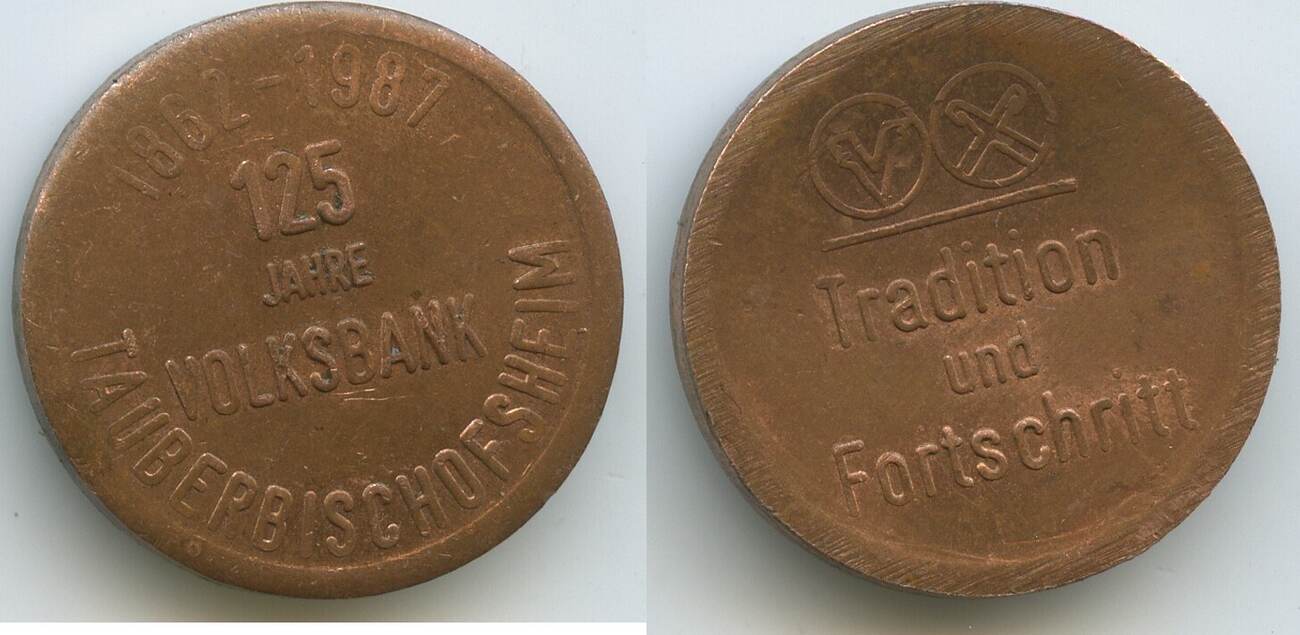 1862-1987
125
JAHRE
VOLKSBANK
TAUBERBISCHOFSHEIM
Tradition
und
Fortschritt